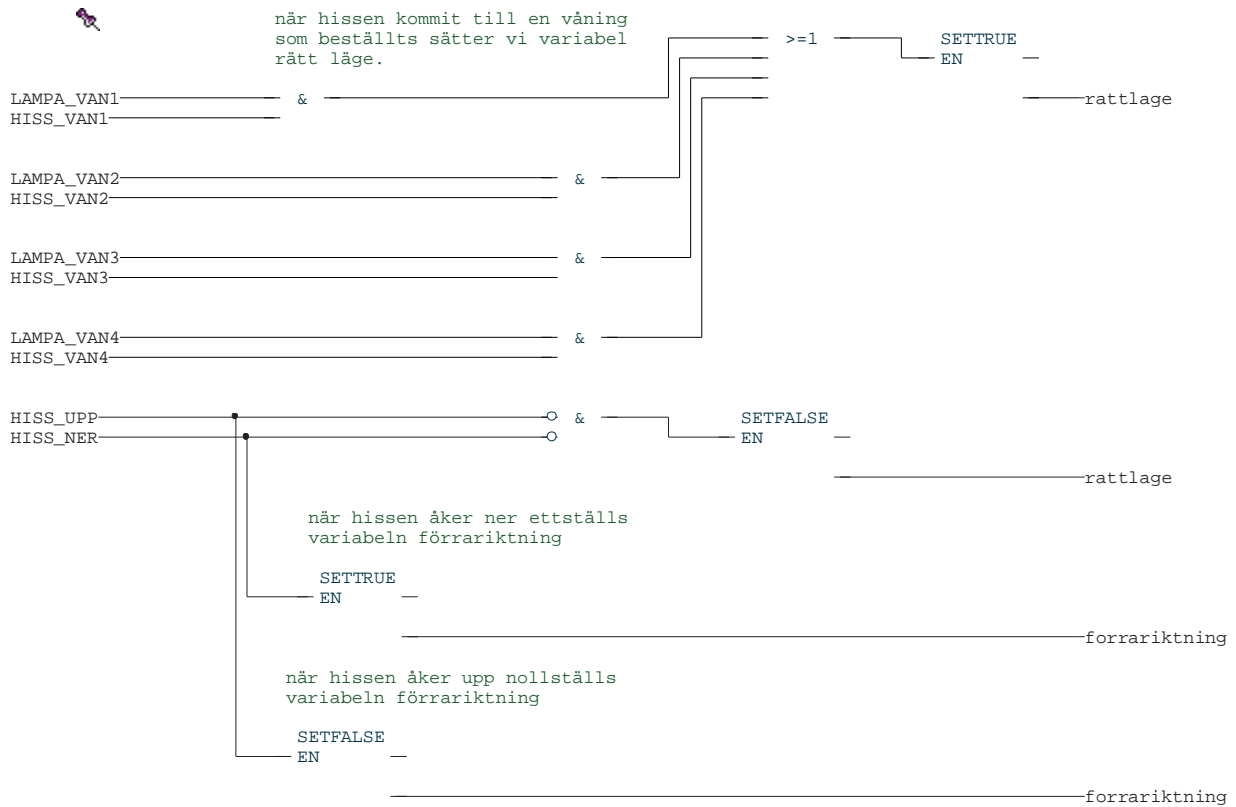 när hissen kommit till en våning
som beställts sätter vi variabel
rätt läge.
>=1
SETTRUE
EN
LAMPA_VAN1
&
rattlage
HISS_VAN1
LAMPA_VAN2
&
HISS_VAN2
LAMPA_VAN3
&
HISS_VAN3
LAMPA_VAN4
&
HISS_VAN4
HISS_UPP
&
SETFALSE
HISS_NER
EN
rattlage
när hissen åker ner ettställs
variabeln förrariktning
SETTRUE
EN
forrariktning
när hissen åker upp nollställs
variabeln förrariktning
SETFALSE
EN
forrariktning